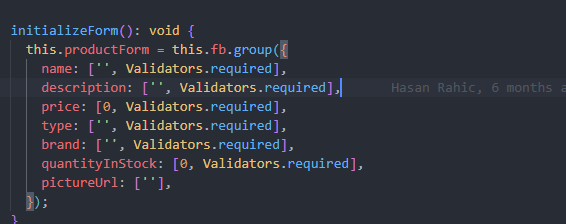 initializeForm(): void {
this.productForm = this.fb.group({
name: ['', Validators.required],
description: ['', Validators.required], Hasan Rahic, 6 months a
price: [0, Validators.required],
type: ['', Validators.required],
brand: ['', Validators.required],
quantityInStock: [0, Validators.required],
pictureUrl: [''],
});
}